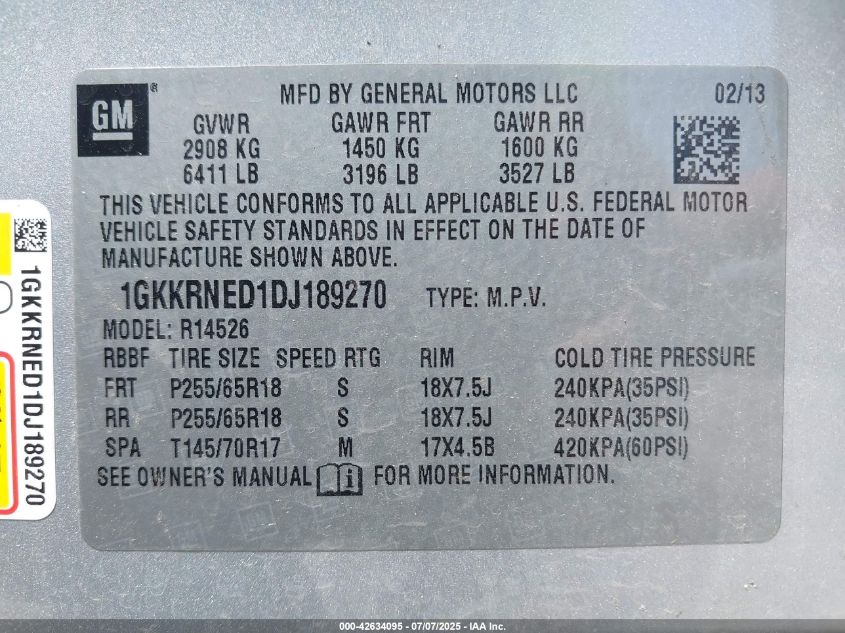 GM ®
MFD BY GENERAL MOTORS LLC 02/13
GVWR GAWR FRT GAWR RR
2908 KG 1450 KG 1600 KG
6411 LB 3196 LB 3527 LB
THIS VEHICLE CONFORMS TO ALL APPLICABLE U.S. FEDERAL MOTOR
VEHICLE SAFETY STANDARDS IN EFFECT ON THE DATE OF
MANUFACTURE SHOWN ABOVE.
1GKKRNED1DJ189270 TYPE: M.P.V.
MODEL: R14526
RBBF TIRE SIZE SPEED RTG RIM COLD TIRE PRESSURE
FRT P255/65R18 S 18X7.5J 240KPA(35PSI)
RR P255/65R18 S 18X7.5J 240KPA(35PSI)
SPA T145/70R17 M 17X4.5B 420KPA(60PSI)
SEE OWNER'S MANUAL FOR MORE INFORMATION.
1GKKRNED1DJ189270
000-42634095 - 07/07/2025 - IAA Inc.